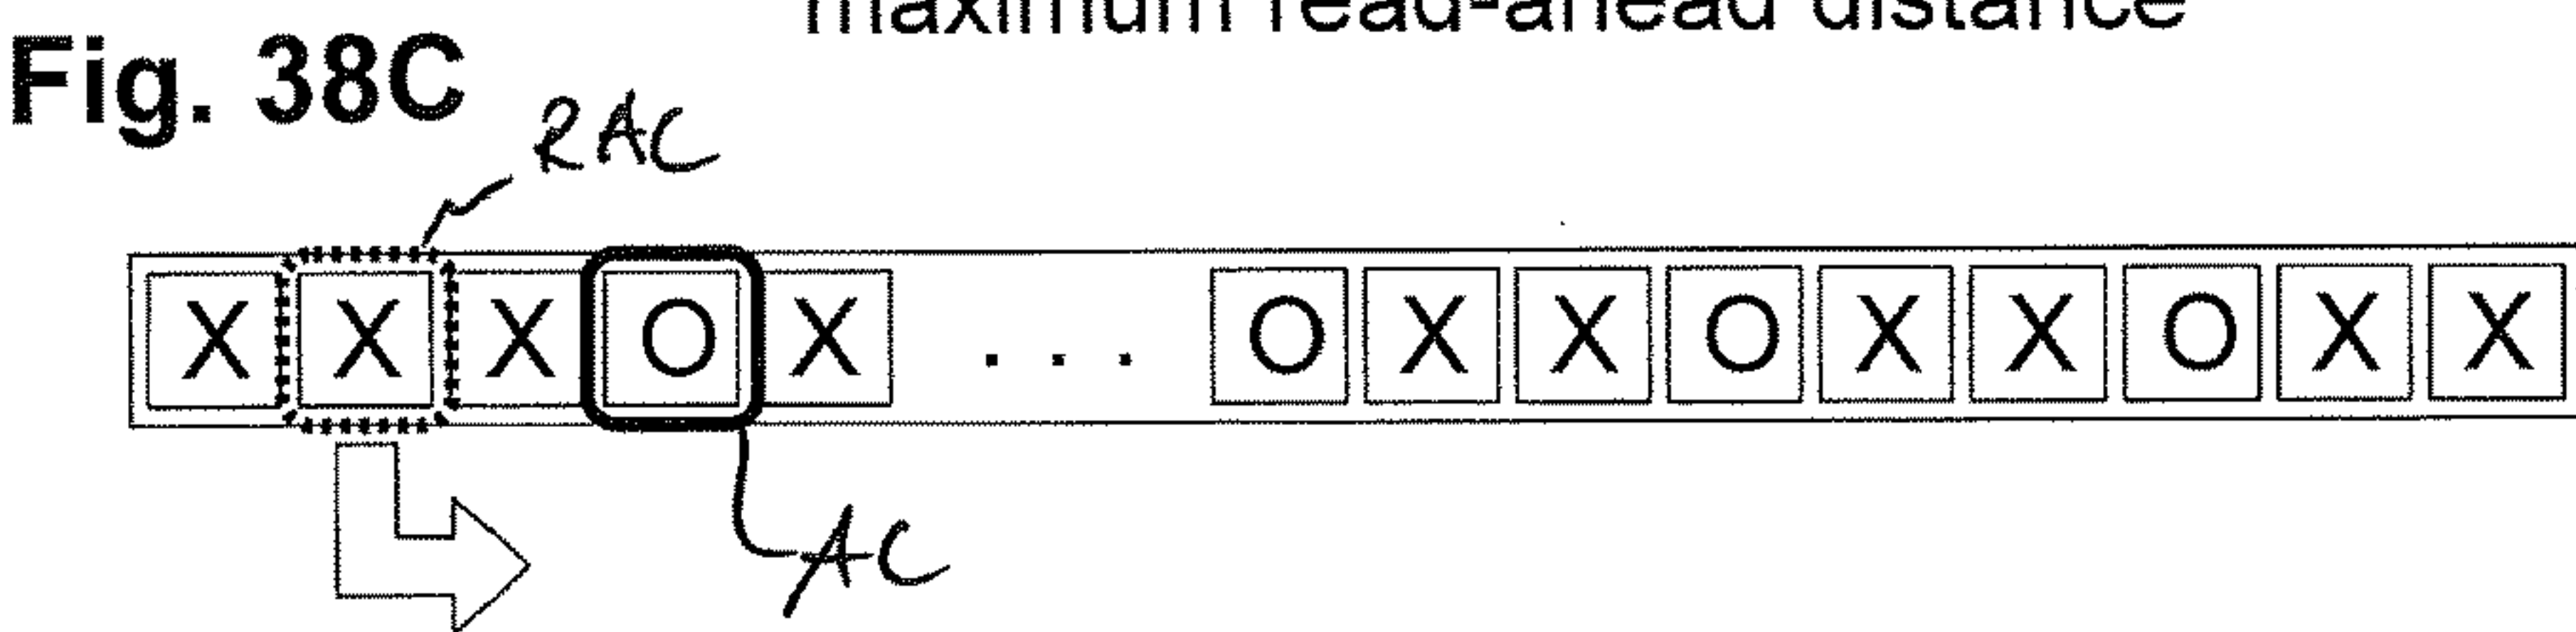 maximum read-ahead distance
Fig. 38C
RAC
X X X O X . . . O X X O X X O X X
AC